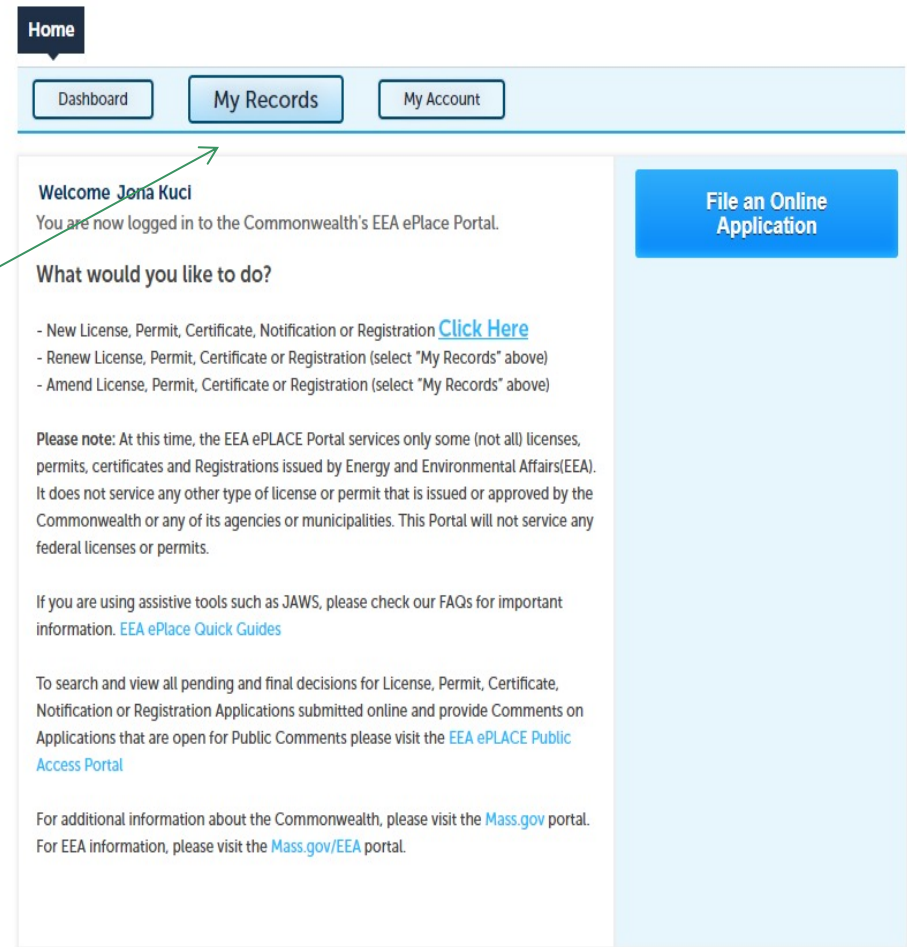 Home
Dashboard My Records My Account
Welcome Jona Kuci
You are now logged in to the Commonwealth's EEA ePlace Portal.
File an Online
Application
What would you like to do?
- New License, Permit, Certificate, Notification or Registration Click Here
- Renew License, Permit, Certificate or Registration (select "My Records" above)
- Amend License, Permit, Certificate or Registration (select "My Records" above)
Please note: At this time, the EEA ePLACE Portal services only some (not all) licenses,
permits, certificates and Registrations issued by Energy and Environmental Affairs(EEA).
It does not service any other type of license or permit that is issued or approved by the
Commonwealth or any of its agencies or municipalities. This Portal will not service any
federal licenses or permits.
If you are using assistive tools such as JAWS, please check our FAQs for important
information. EEA ePlace Quick Guides
To search and view all pending and final decisions for License, Permit, Certificate,
Notification or Registration Applications submitted online and provide Comments on
Applications that are open for Public Comments please visit the EEA ePLACE Public
Access Portal
For additional information about the Commonwealth, please visit the Mass.gov portal.
For EEA information, please visit the Mass.gov/EEA portal.